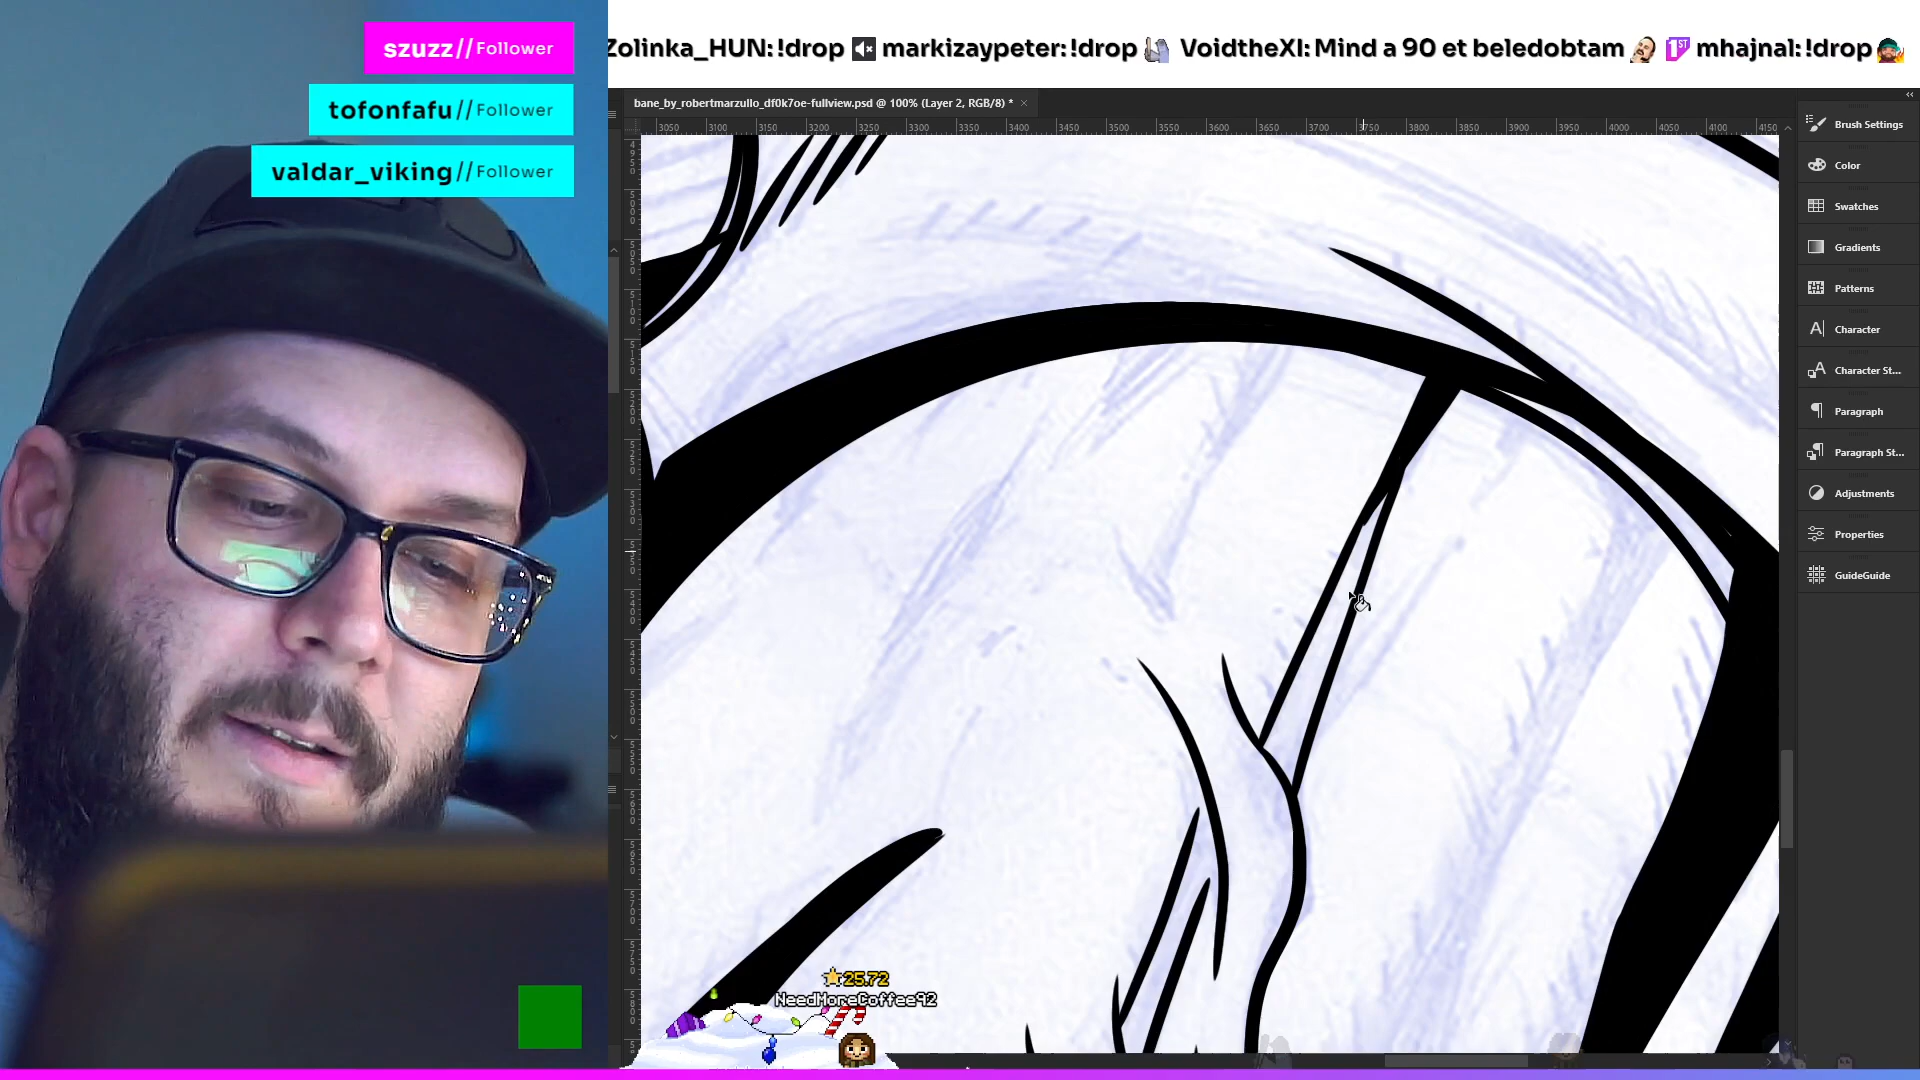 szuzz//Follower
tofonfafu//Follower
valdar_viking//Follower
Zolinka_HUN: !drop markizaypeter: !drop VoidtheXI: Mind a 90 et beledobtam 1ST mhajnal: !drop
bane_by_robertmarzullo_df0k7oe-fullview.psd @ 100% (Layer 2, RGB/8) *
3050 3100 3150 3200 3250 3300 3350 3400 3450 3500 3550 3600 3650 3700 3750 3800 3850 3900 3950 4000 4050 4100 4150
Brush Settings
Color
Swatches
Gradients
Patterns
Character
Character St...
Paragraph
Paragraph St...
Adjustments
Properties
GuideGuide
25.72
NeedMoreCoffee92